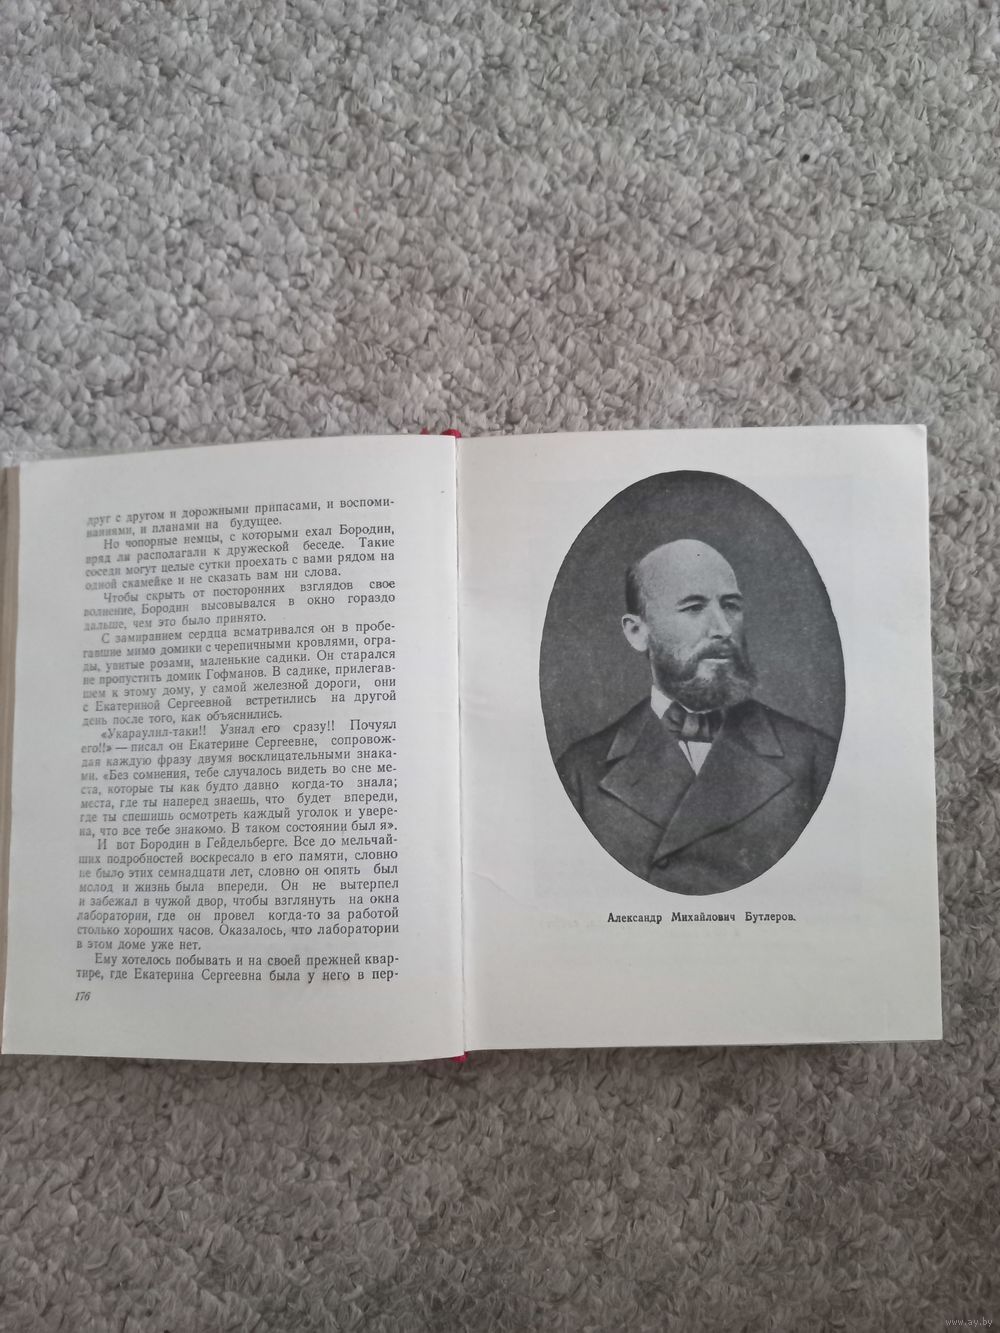 друг с другом и дорожными припасами, и воспоми-
наниями, и планами на будущее.
Но чопорные немцы, с которыми ехал Бородин,
вряд ли располагали к дружеской беседе. Такие
соседи могут целые сутки проехать с вами рядом на
одной скамейке и не сказать вам ни слова.
Чтобы скрыть от посторонних взглядов свое
волнение, Бородин высовывался в окно гораздо
дальше, чем это было принято.
С замиранием сердца всматривался он в пробе-
гавшие мимо домики с черепичными кровлями, огра-
ды, увитые розами, маленькие садики. Он старался
не пропустить домик Гофманов. В садике, прилегав-
шем к этому дому, у самой железной дороги, они
с Екатериной Сергеевной встретились на другой
день после того, как объяснились.
«Укараулил-таки!! Узнал его сразу!! Почуял
его!!» — писал он Екатерине Сергеевне, сопровож-
дая каждую фразу двумя восклицательными знака-
ми. «Без сомнения, тебе случалось видеть во сне ме-
ста, которые ты как будто давно когда-то знала;
места, где ты наперед знаешь, что будет впереди,
где ты спешишь осмотреть каждый уголок и увере-
на, что все тебе знакомо. В таком состоянии был я».
И вот Бородин в Гейдельберге. Все до мельчай-
ших подробностей воскресало в его памяти, словно
не было этих семнадцати лет, словно он опять был
молод и жизнь была впереди. Он не вытерпел
и забежал в чужой двор, чтобы взглянуть на окна
лаборатории, где он провел когда-то за работой
столько хороших часов. Оказалось, что лаборатории
в этом доме уже нет.
Ему хотелось побывать и на своей прежней квар-
тире, где Екатерина Сергеевна была у него в пер-
176
Александр Михайлович Бутлеров.
www.ay.by